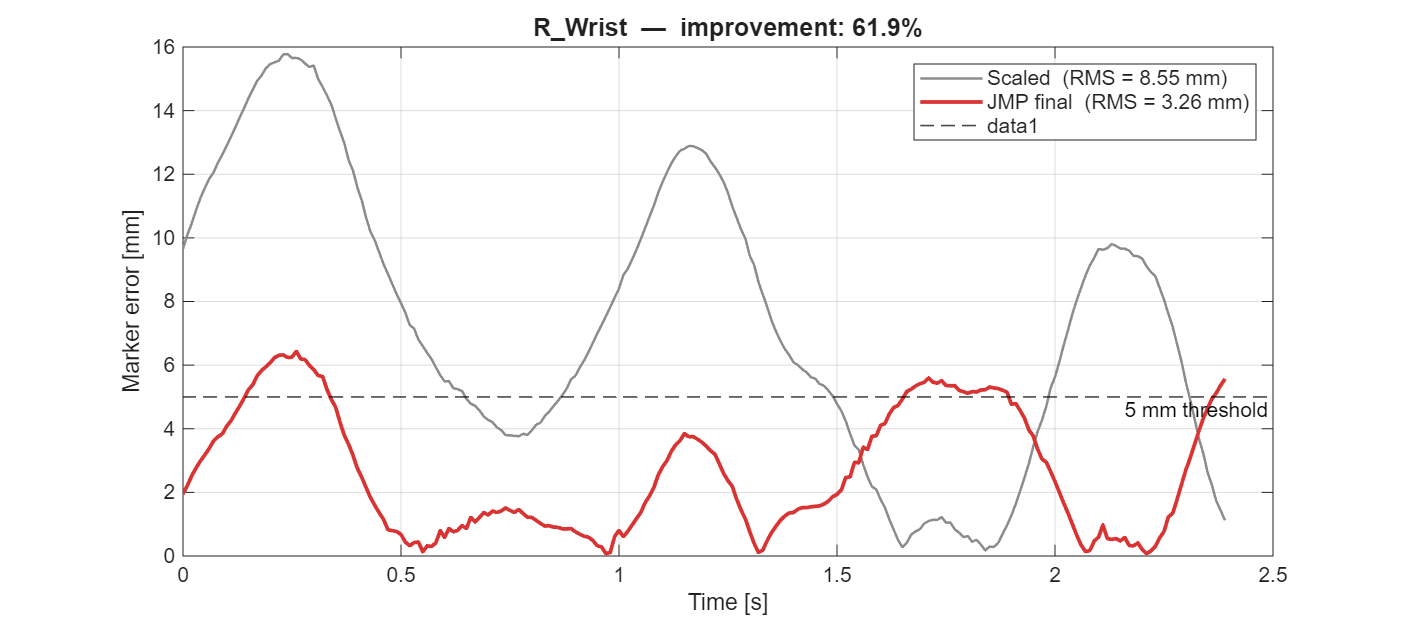 R_Wrist — improvement: 61.9%
16
14
12
10
8
6
4
2
0
Marker error [mm]
Scaled (RMS = 8.55 mm)
JMP final (RMS = 3.26 mm)
data1
5 mm threshold
0 0.5 1 1.5 2 2.5
Time [s]